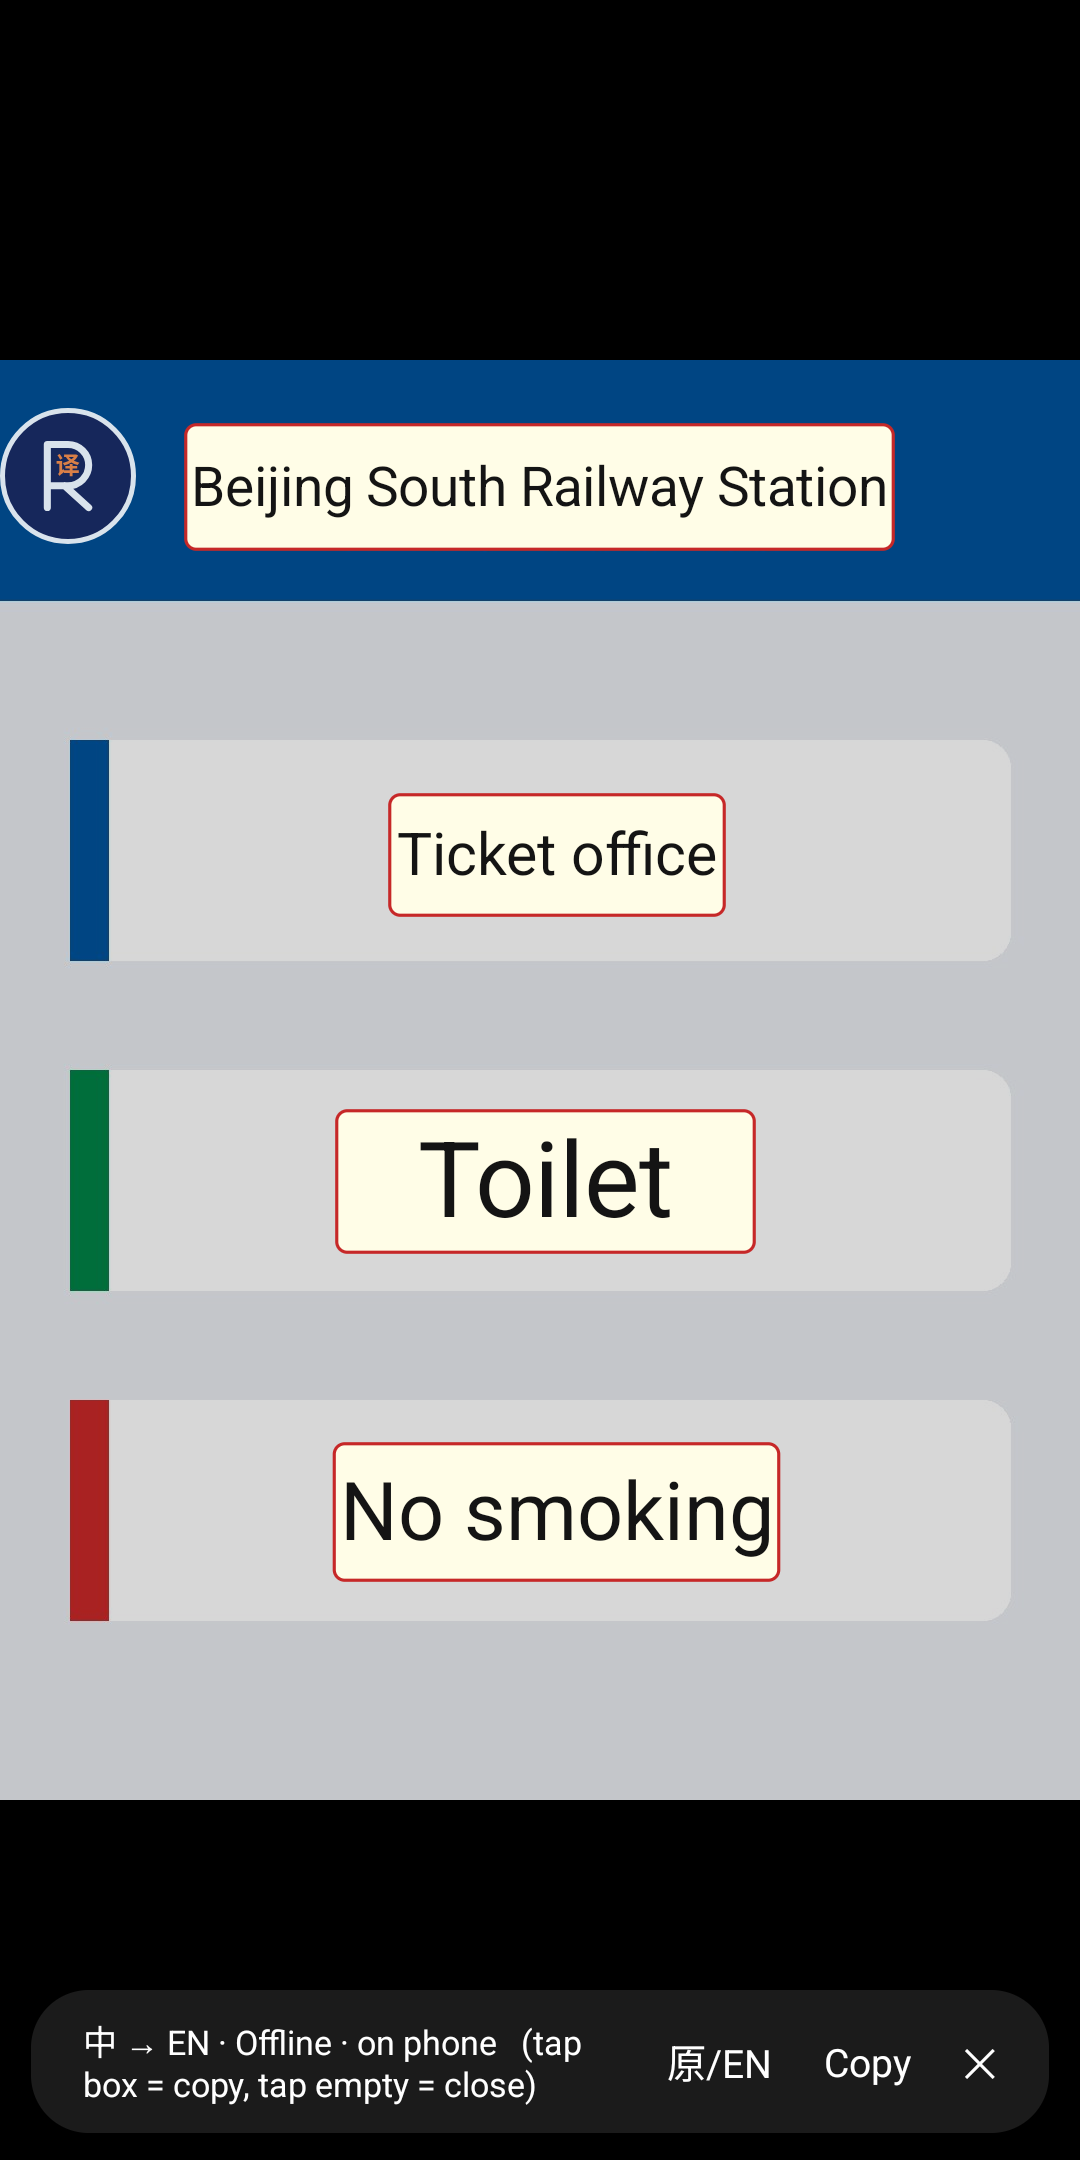 译
Beijing South Railway Station
Ticket office
Toilet
No smoking
中 → EN · Offline · on phone (tap
box = copy, tap empty = close)
原/EN
Copy